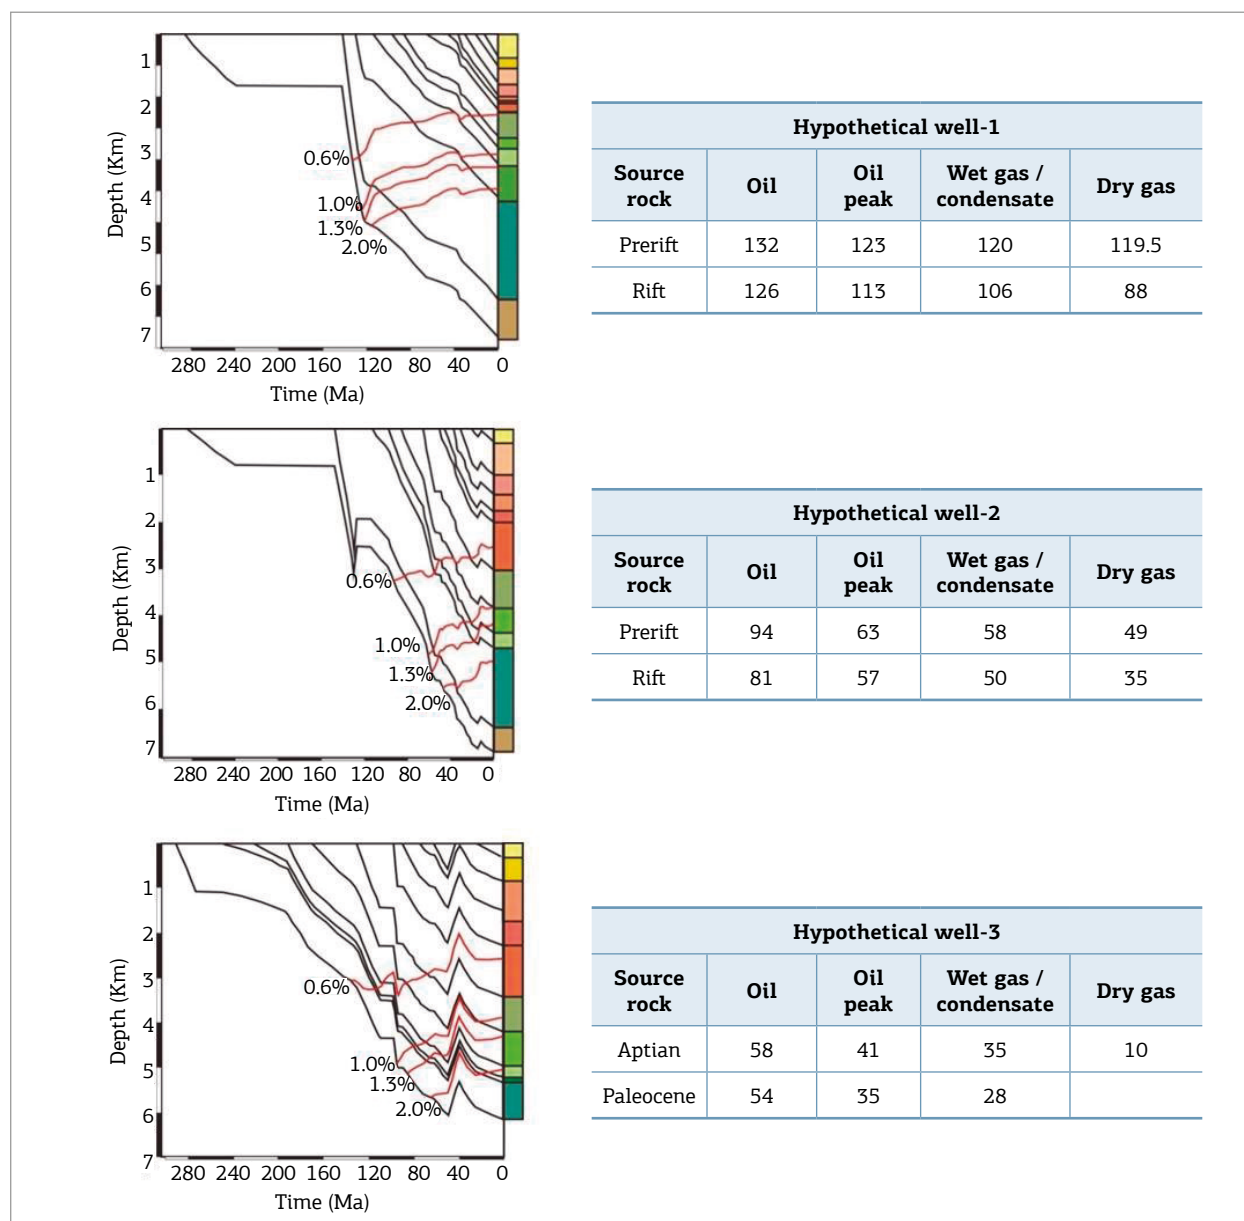 Depth (Km)
1
2
3
4
5
6
7
0.6%
1.0%
1.3%
2.0%
280 240 200 160 120 80 40 0
Time (Ma)
Hypothetical well-1
Source rock Oil Oil peak Wet gas / condensate Dry gas
Prerift 132 123 120 119.5
Rift 126 113 106 88
Depth (Km)
1
2
3
4
5
6
7
0.6%
1.0%
1.3%
2.0%
280 240 200 160 120 80 40 0
Time (Ma)
Hypothetical well-2
Source rock Oil Oil peak Wet gas / condensate Dry gas
Prerift 94 63 58 49
Rift 81 57 50 35
Depth (Km)
1
2
3
4
5
6
7
0.6%
1.0%
1.3%
2.0%
280 240 200 160 120 80 40 0
Time (Ma)
Hypothetical well-3
Source rock Oil Oil peak Wet gas / condensate Dry gas
Aptian 58 41 35 10
Paleocene 54 35 28